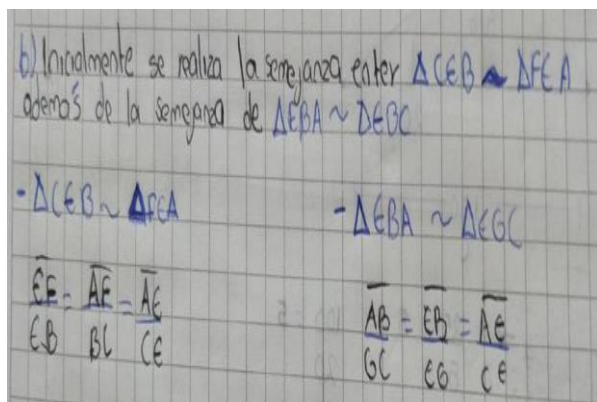 b) Inicialmente se realiza la semejanza enter ΔCEB ~ ΔFEA
además de la semejanza de ΔEBA ~ ΔEGC
- ΔCEB ~ ΔFEA
- ΔEBA ~ ΔEGC
EF/EB = AF/BC = AE/CE
AB/GC = EB/EG = AE/CE